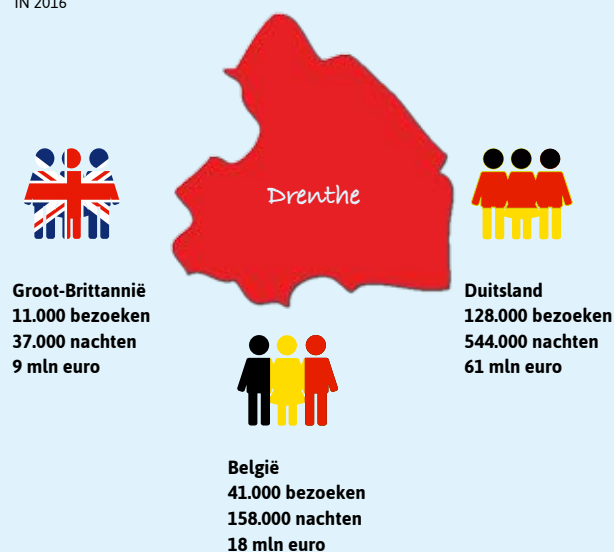 IN 2016
Drenthe
Groot-Brittannië
11.000 bezoeken
37.000 nachten
9 mln euro
Duitsland
128.000 bezoeken
544.000 nachten
61 mln euro
België
41.000 bezoeken
158.000 nachten
18 mln euro